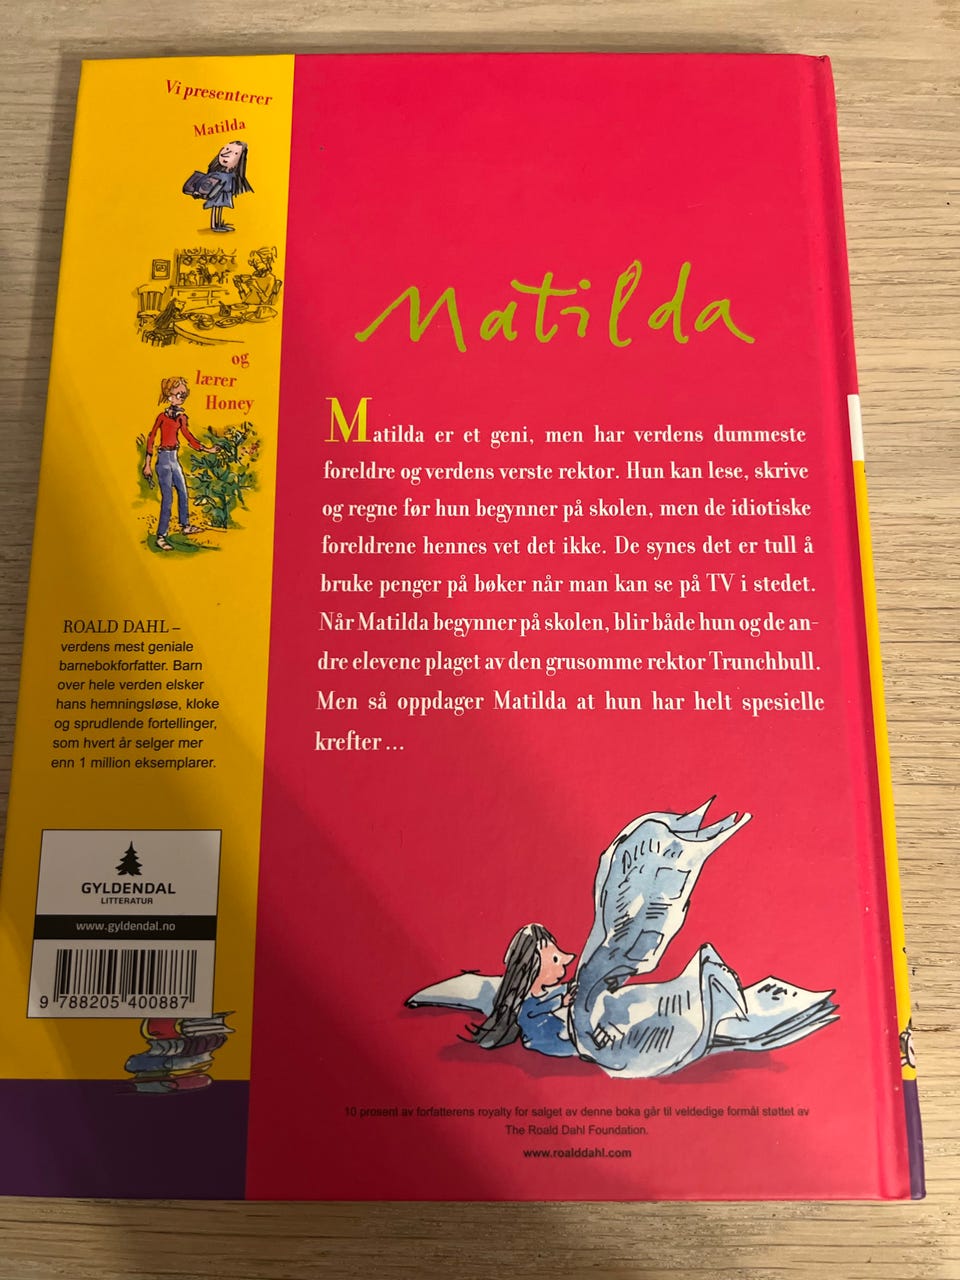 Vi presenterer
Matilda
og
lærer
Honey
ROALD DAHL –
verdens mest geniale
barnebokforfatter. Barn
over hele verden elsker
hans hemningsløse, kloke
og sprudlende fortellinger,
som hvert år selger mer
enn 1 million eksemplarer.
GYLDENDAL
LITTERATUR
www.gyldendal.no
9 788205 400887
Matilda
Matilda er et geni, men har verdens dummeste
foreldre og verdens verste rektor. Hun kan lese, skrive
og regne før hun begynner på skolen, men de idiotiske
foreldrene hennes vet det ikke. De synes det er tull å
bruke penger på bøker når man kan se på TV i stedet.
Når Matilda begynner på skolen, blir både hun og de an-
dre elevene plaget av den grusomme rektor Trunchbull.
Men så oppdager Matilda at hun har helt spesielle
krefter ...
10 prosent av forfatterens royalty for salget av denne boka går til veldedige formål støttet av
The Roald Dahl Foundation.
www.roalddahl.com